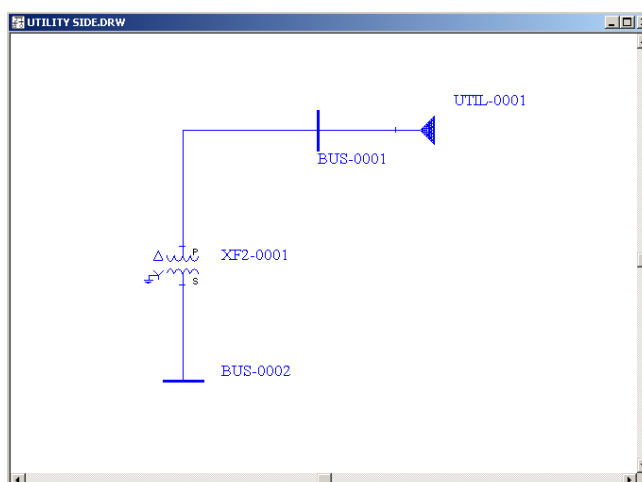 UTILITY SIDE.DRW
UTIL-0001
BUS-0001
P
XF2-0001
S
BUS-0002